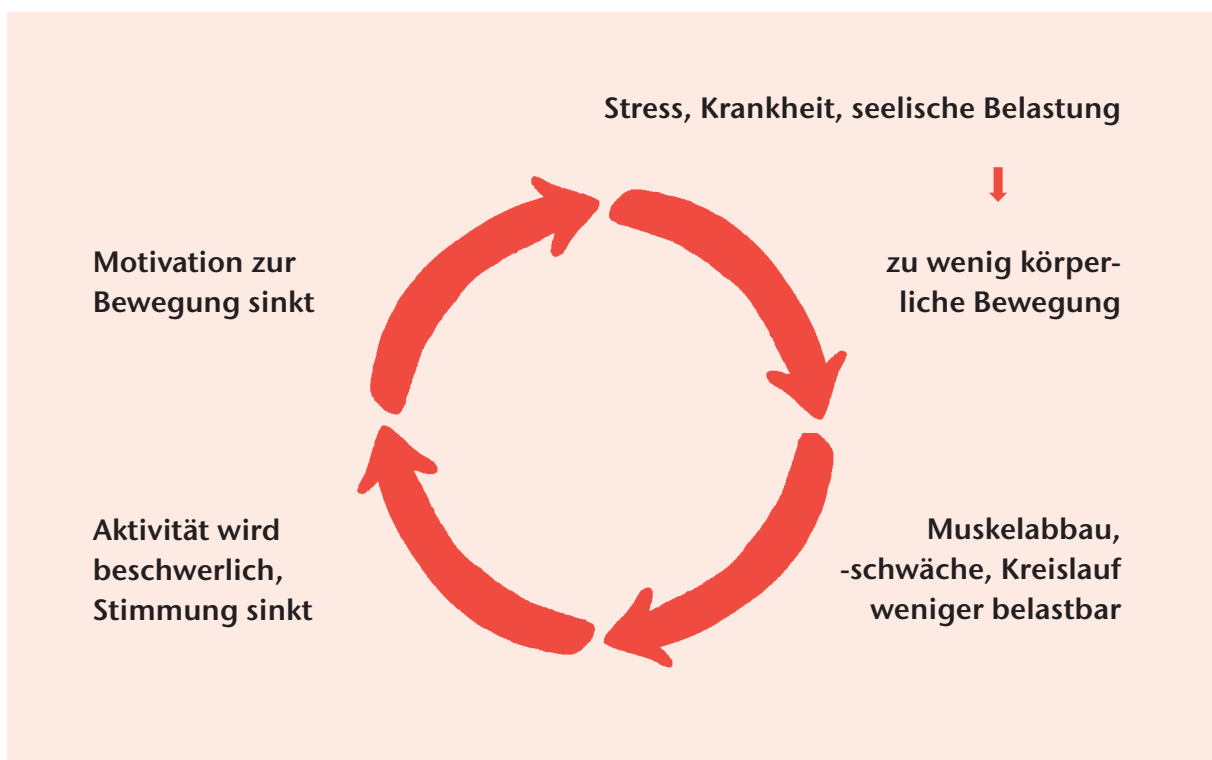 Stress, Krankheit, seelische Belastung
zu wenig körper-
liche Bewegung
Muskelabbau,
-schwäche, Kreislauf
weniger belastbar
Aktivität wird
beschwerlich,
Stimmung sinkt
Motivation zur
Bewegung sinkt